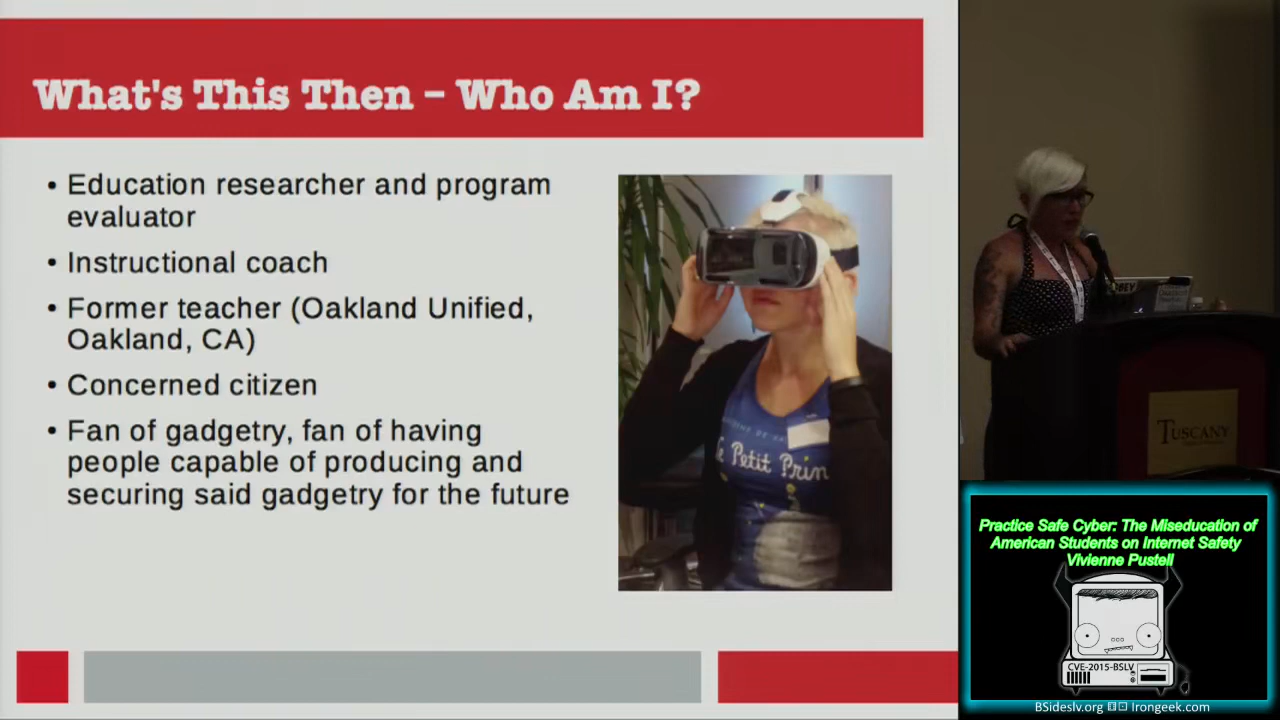 What's This Then – Who Am I?
• Education researcher and program
evaluator
• Instructional coach
• Former teacher (Oakland Unified,
Oakland, CA)
• Concerned citizen
• Fan of gadgetry, fan of having
people capable of producing and
securing said gadgetry for the future
Petit Prin
OBEY
TUSCANY
Practice Safe Cyber: The Miseducation of
American Students on Internet Safety
Vivienne Pustell
CVE-2015-BSLV
BSideslv.org
Irongeek.com